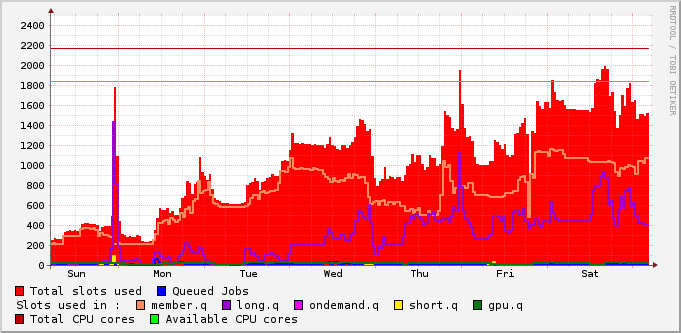 2400
2200
2000
1800
1600
1400
1200
1000
800
600
400
200
0
Sun Mon Tue Wed Thu Fri Sat
RRDTOOL / TOBI OETIKER
Total slots used Queued Jobs
Slots used in : member.q long.q ondemand.q short.q gpu.q
Total CPU cores Available CPU cores